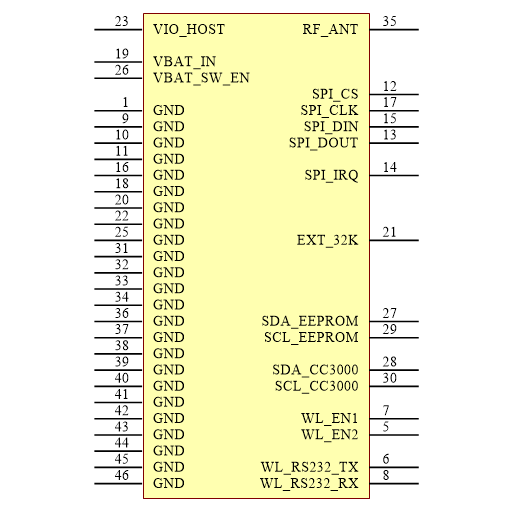 23 VIO_HOST RF_ANT 35
19 VBAT_IN
26 VBAT_SW_EN
SPI_CS 12
1 GND SPI_CLK 17
9 GND SPI_DIN 15
10 GND SPI_DOUT 13
11 GND
16 GND SPI_IRQ 14
18 GND
20 GND
22 GND
25 GND EXT_32K 21
31 GND
32 GND
33 GND
34 GND
36 GND SDA_EEPROM 27
37 GND SCL_EEPROM 29
38 GND
39 GND SDA_CC3000 28
40 GND SCL_CC3000 30
41 GND
42 GND WL_EN1 7
43 GND WL_EN2 5
44 GND
45 GND WL_RS232_TX 6
46 GND WL_RS232_RX 8